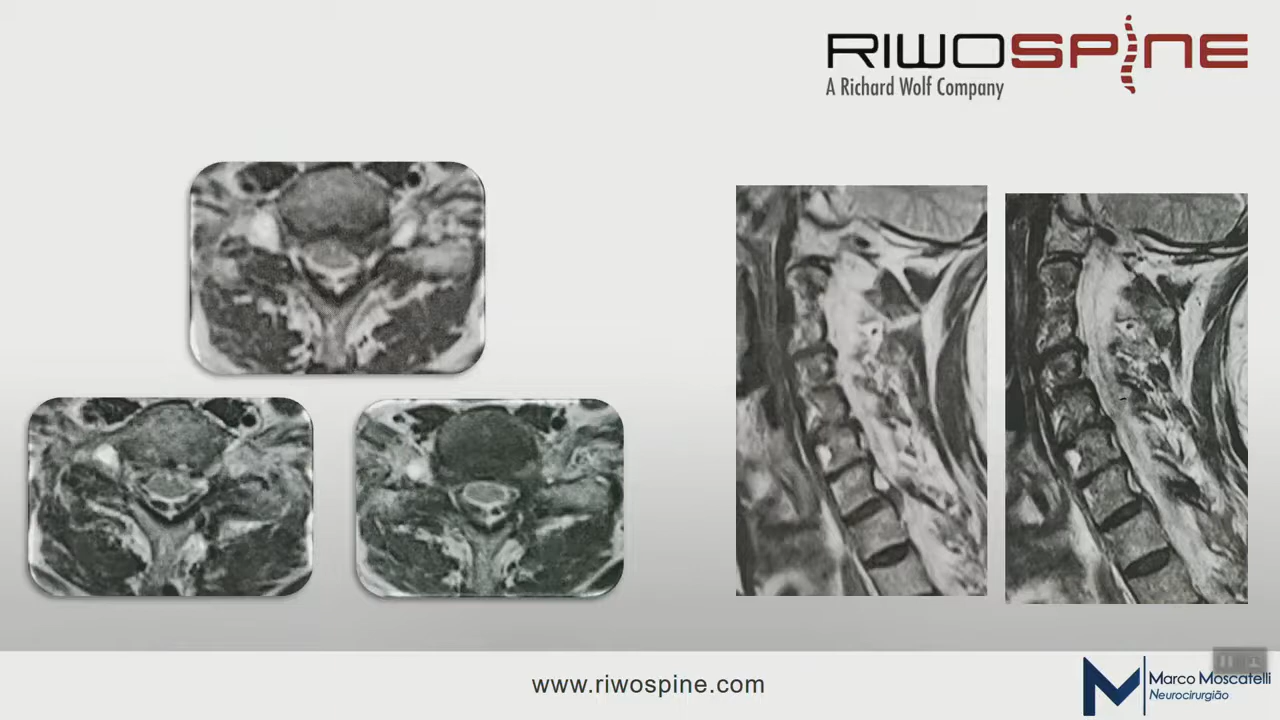 RIWOSPINE
A Richard Wolf Company
www.riwospine.com
Marco Moscatelli
Neurocirurgião